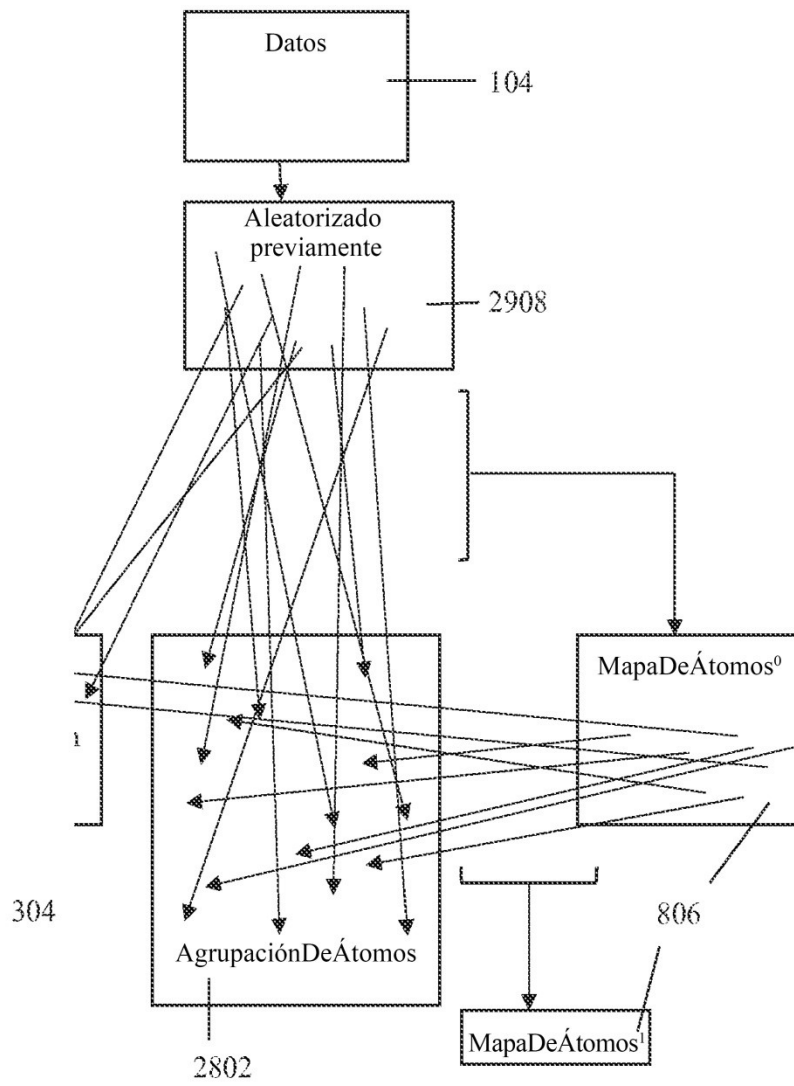 Datos
104
Aleatorizado
previamente
2908
MapaDeÁtomos⁰
304
806
AgrupaciónDeÁtomos
MapaDeÁtomos¹
2802